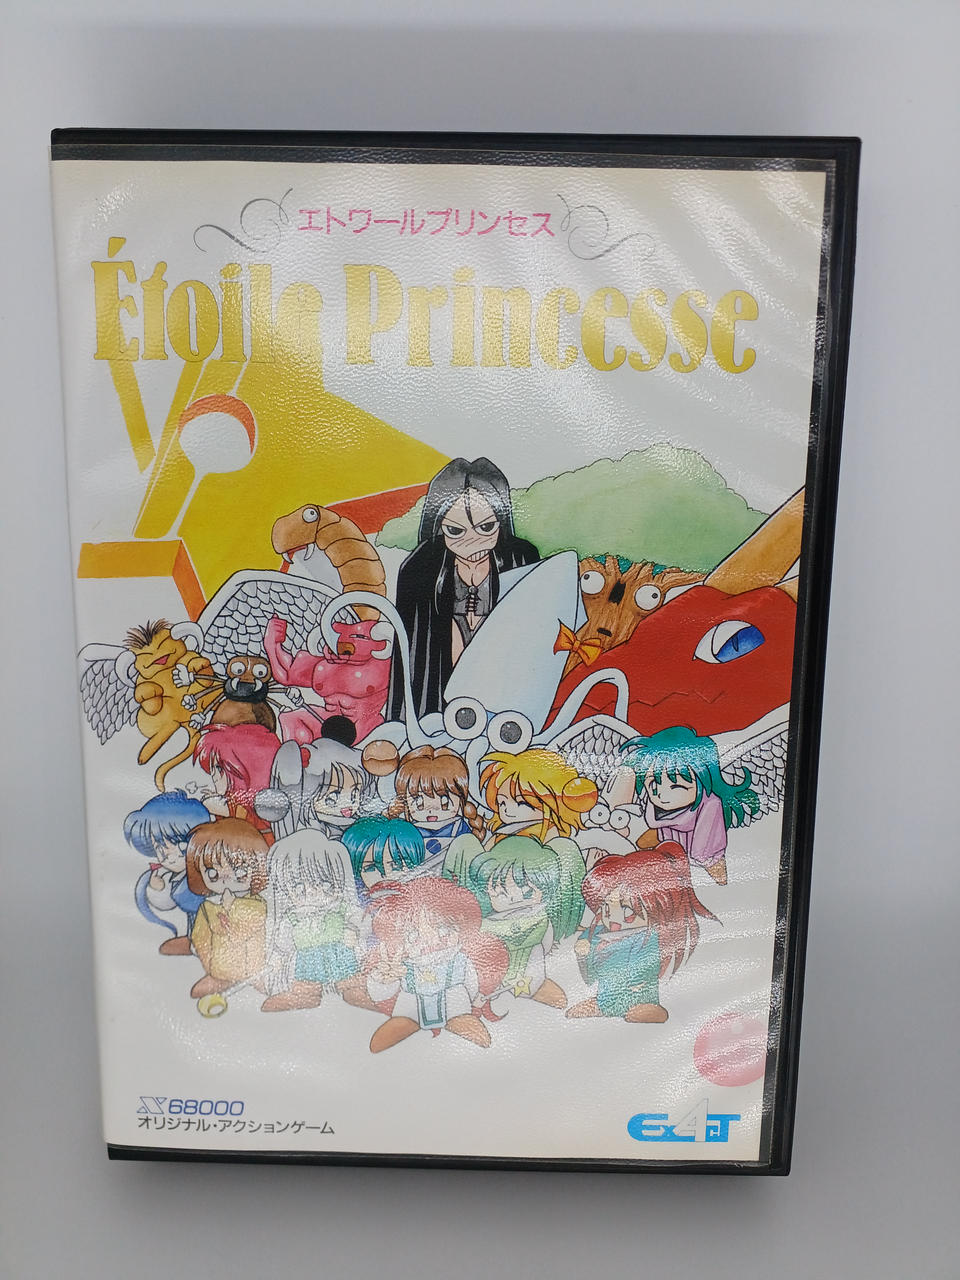 エトワールプリンセス
Étoile Princesse
X68000
オリジナル・アクションゲーム
Exact